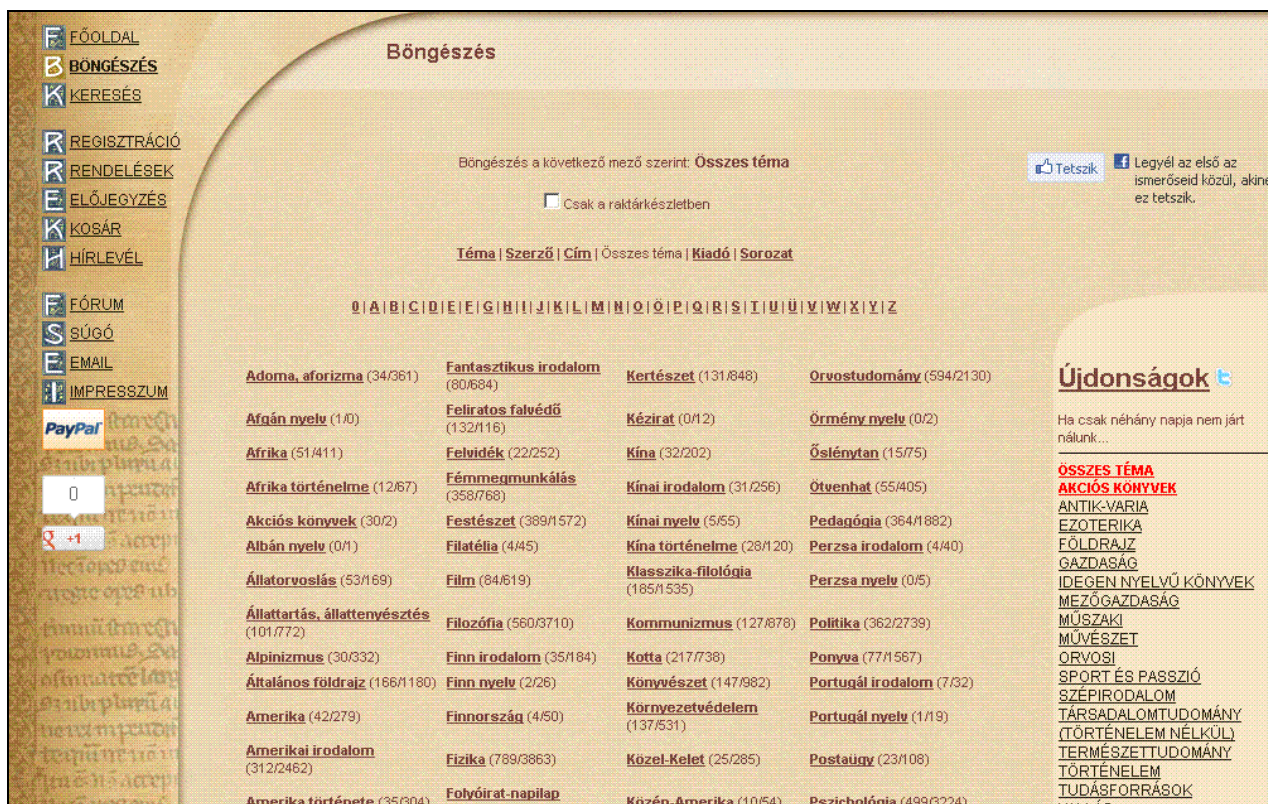 FŐOLDAL
BÖNGÉSZÉS
KERESÉS
REGISZTRÁCIÓ
RENDELÉSEK
ELŐJEGYZÉS
KOSÁR
HÍRLEVÉL
FÓRUM
SÚGÓ
EMAIL
IMPRESSZUM
PayPal
0
+1
Böngészés
Böngészés a következő mező szerint: Összes téma
Csak a raktárkészletben
Téma | Szerző | Cím | Összes téma | Kiadó | Sorozat
0 | A | B | C | D | E | F | G | H | I | J | K | L | M | N | O | Ö | P | Q | R | S | T | U | Ü | V | W | X | Y | Z
Adoma, aforizma (34/361)
Afgán nyelv (1/0)
Afrika (51/411)
Afrika történelme (12/67)
Akciós könyvek (30/2)
Albán nyelv (0/1)
Állatorvoslás (53/169)
Állattartás, állattenyésztés
(101/772)
Alpinizmus (30/332)
Általános földrajz (166/1180)
Amerika (42/279)
Amerikai irodalom
(312/2462)
Amerika története (35/304)
Fantasztikus irodalom
(80/684)
Feliratos falvédő
(132/116)
Felvidék (22/252)
Fémmegmunkálás
(358/768)
Festészet (389/1572)
Filatélia (4/45)
Film (84/619)
Filozófia (560/3710)
Finn irodalom (35/184)
Finn nyelv (2/26)
Finnország (4/50)
Fizika (789/3863)
Folyóirat-napilap
Kertészet (131/848)
Kézirat (0/12)
Kína (32/202)
Kínai irodalom (31/256)
Kínai nyelv (5/55)
Kína történelme (28/120)
Klasszika-filológia
(185/1535)
Kommunizmus (127/878)
Kotta (217/738)
Könyvészet (147/982)
Környezetvédelem
(137/531)
Közel-Kelet (25/285)
Közép-Amerika (10/54)
Orvostudomány (594/2130)
Örmény nyelv (0/2)
Őslénytan (15/75)
Ötvenhat (55/405)
Pedagógia (364/1882)
Perzsa irodalom (4/40)
Perzsa nyelv (0/5)
Politika (362/2739)
Ponyva (77/1567)
Portugál irodalom (7/32)
Portugál nyelv (1/19)
Postaügy (23/108)
Pszichológia (499/3224)
Tetszik
Legyél az első az
ismerőseid közül, akine
ez tetszik.
Újdonságok
Ha csak néhány napja nem járt
nálunk...
ÖSSZES TÉMA
AKCIÓS KÖNYVEK
ANTIK-VARIA
EZOTERIKA
FÖLDRAJZ
GAZDASÁG
IDEGEN NYELVŰ KÖNYVEK
MEZŐGAZDASÁG
MŰSZAKI
MŰVÉSZET
ORVOSI
SPORT ÉS PASSZIÓ
SZÉPIRODALOM
TÁRSADALOMTUDOMÁNY
(TÖRTÉNELEM NÉLKÜL)
TERMÉSZETTUDOMÁNY
TÖRTÉNELEM
TUDÁSFORRÁSOK